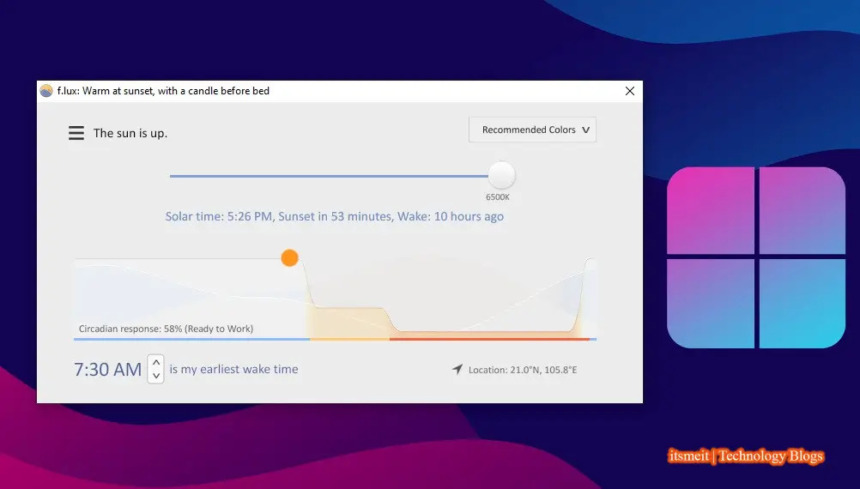 f.lux: Warm at sunset, with a candle before bed
The sun is up.
Recommended Colors
6500K
Solar time: 5:26 PM, Sunset in 53 minutes, Wake: 10 hours ago
Circadian response: 58% (Ready to Work)
7:30 AM is my earliest wake time
Location: 21.0°N, 105.8°E
itsmeit | Technology Blogs